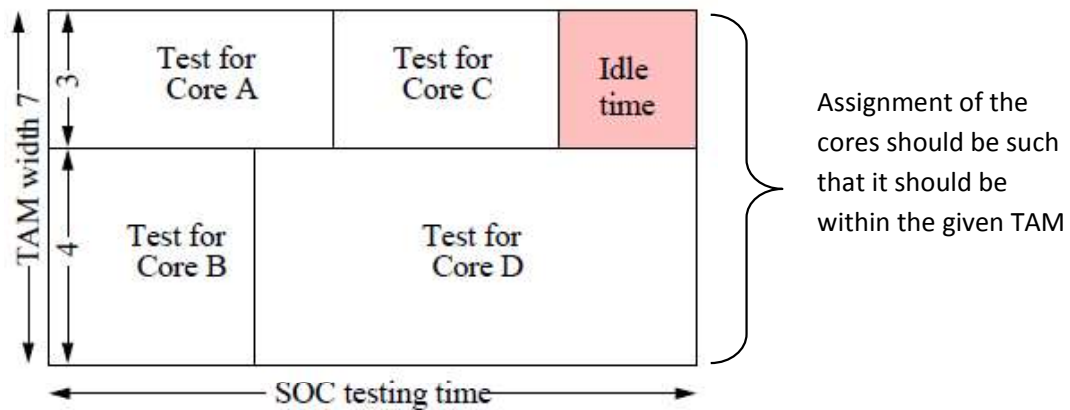 TAM width 7
3
4
Test for
Core A
Test for
Core C
Idle
time
Test for
Core B
Test for
Core D
SOC testing time
Assignment of the
cores should be such
that it should be
within the given TAM